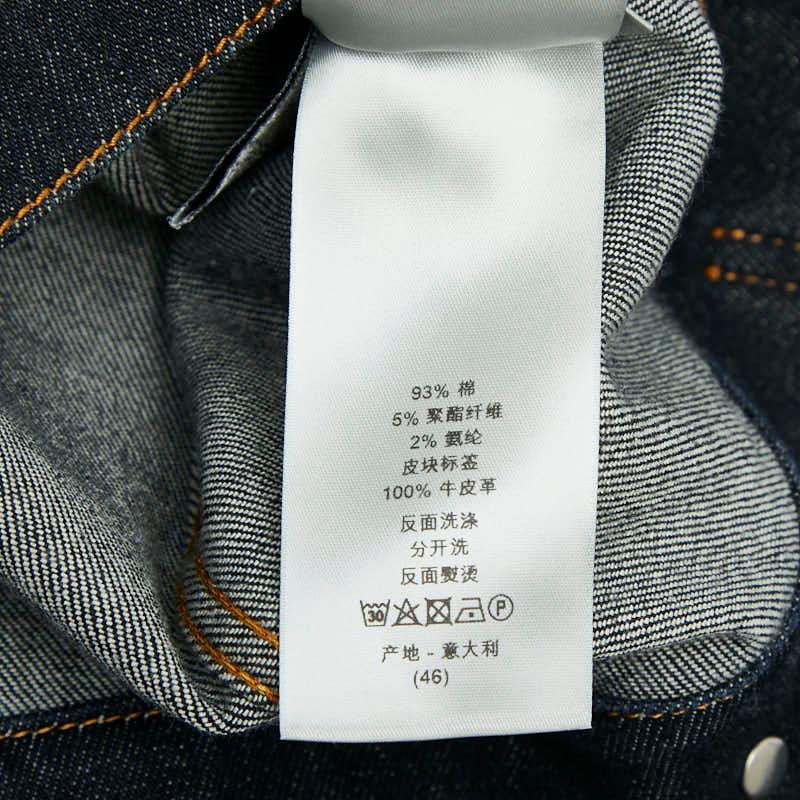 93% 棉
5% 聚酯纤维
2% 氨纶
皮块标签
100% 牛皮革
反面洗涤
分开洗
反面熨烫
30 P
产地 - 意大利
(46)